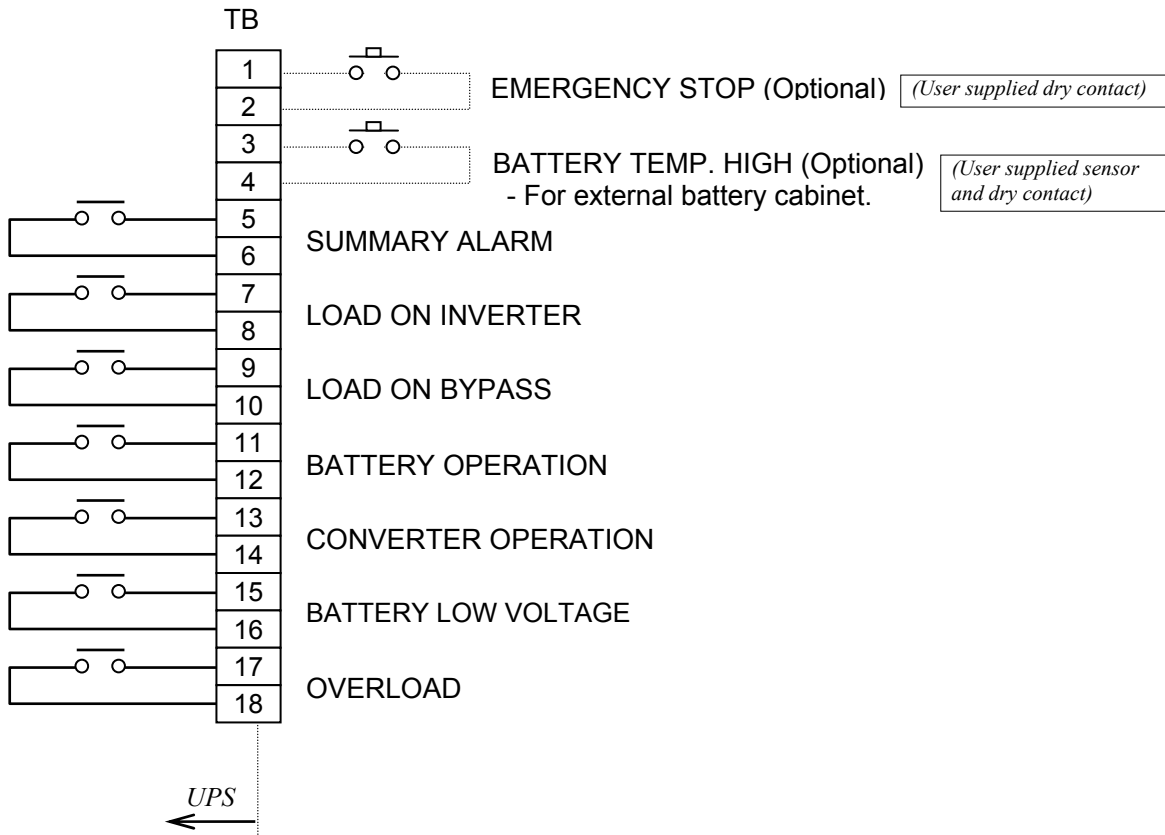 TB
1
2
EMERGENCY STOP (Optional)
(User supplied dry contact)
3
4
BATTERY TEMP. HIGH (Optional)
- For external battery cabinet.
(User supplied sensor
and dry contact)
5
6
SUMMARY ALARM
7
8
LOAD ON INVERTER
9
10
LOAD ON BYPASS
11
12
BATTERY OPERATION
13
14
CONVERTER OPERATION
15
16
BATTERY LOW VOLTAGE
17
18
OVERLOAD
UPS